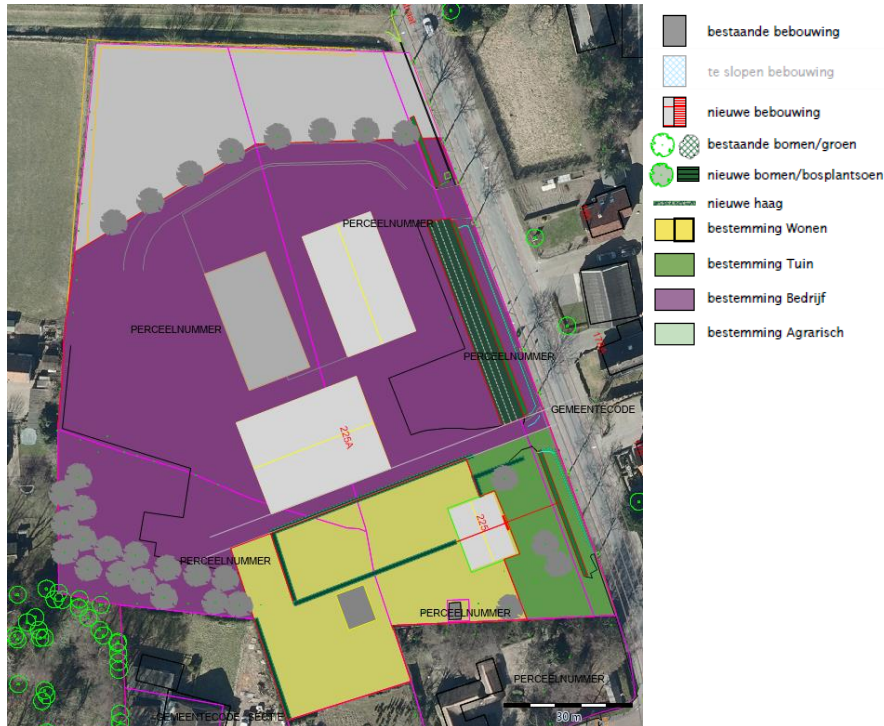 bestaande bebouwing
te slopen bebouwing
nieuwe bebouwing
bestaande bomen/groen
nieuwe bomen/bosplantsoen
nieuwe haag
bestemming Wonen
bestemming Tuin
bestemming Bedrijf
bestemming Agrarisch
PERCEELNUMMER
PERCEELNUMMER
PERCEELNUMMER
GEMEENTECODE
225A
225
PERCEELNUMMER
PERCEELNUMMER
PERCEELNUMMER
30 m